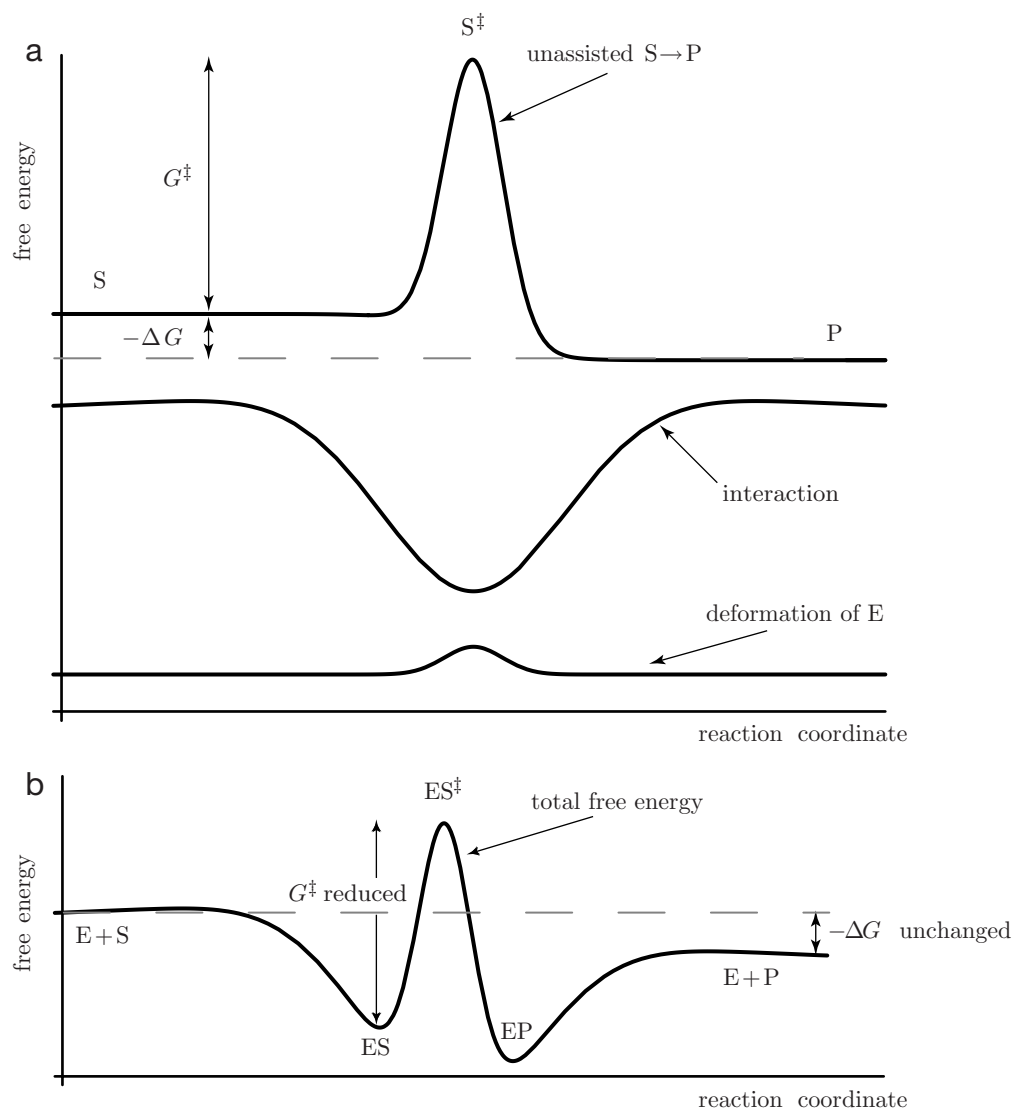 a
S‡
unassisted S→P
free energy
G‡
S
−ΔG
P
interaction
deformation of E
reaction coordinate
b
ES‡
total free energy
free energy
G‡ reduced
E+S
−ΔG unchanged
E+P
EP
ES
reaction coordinate